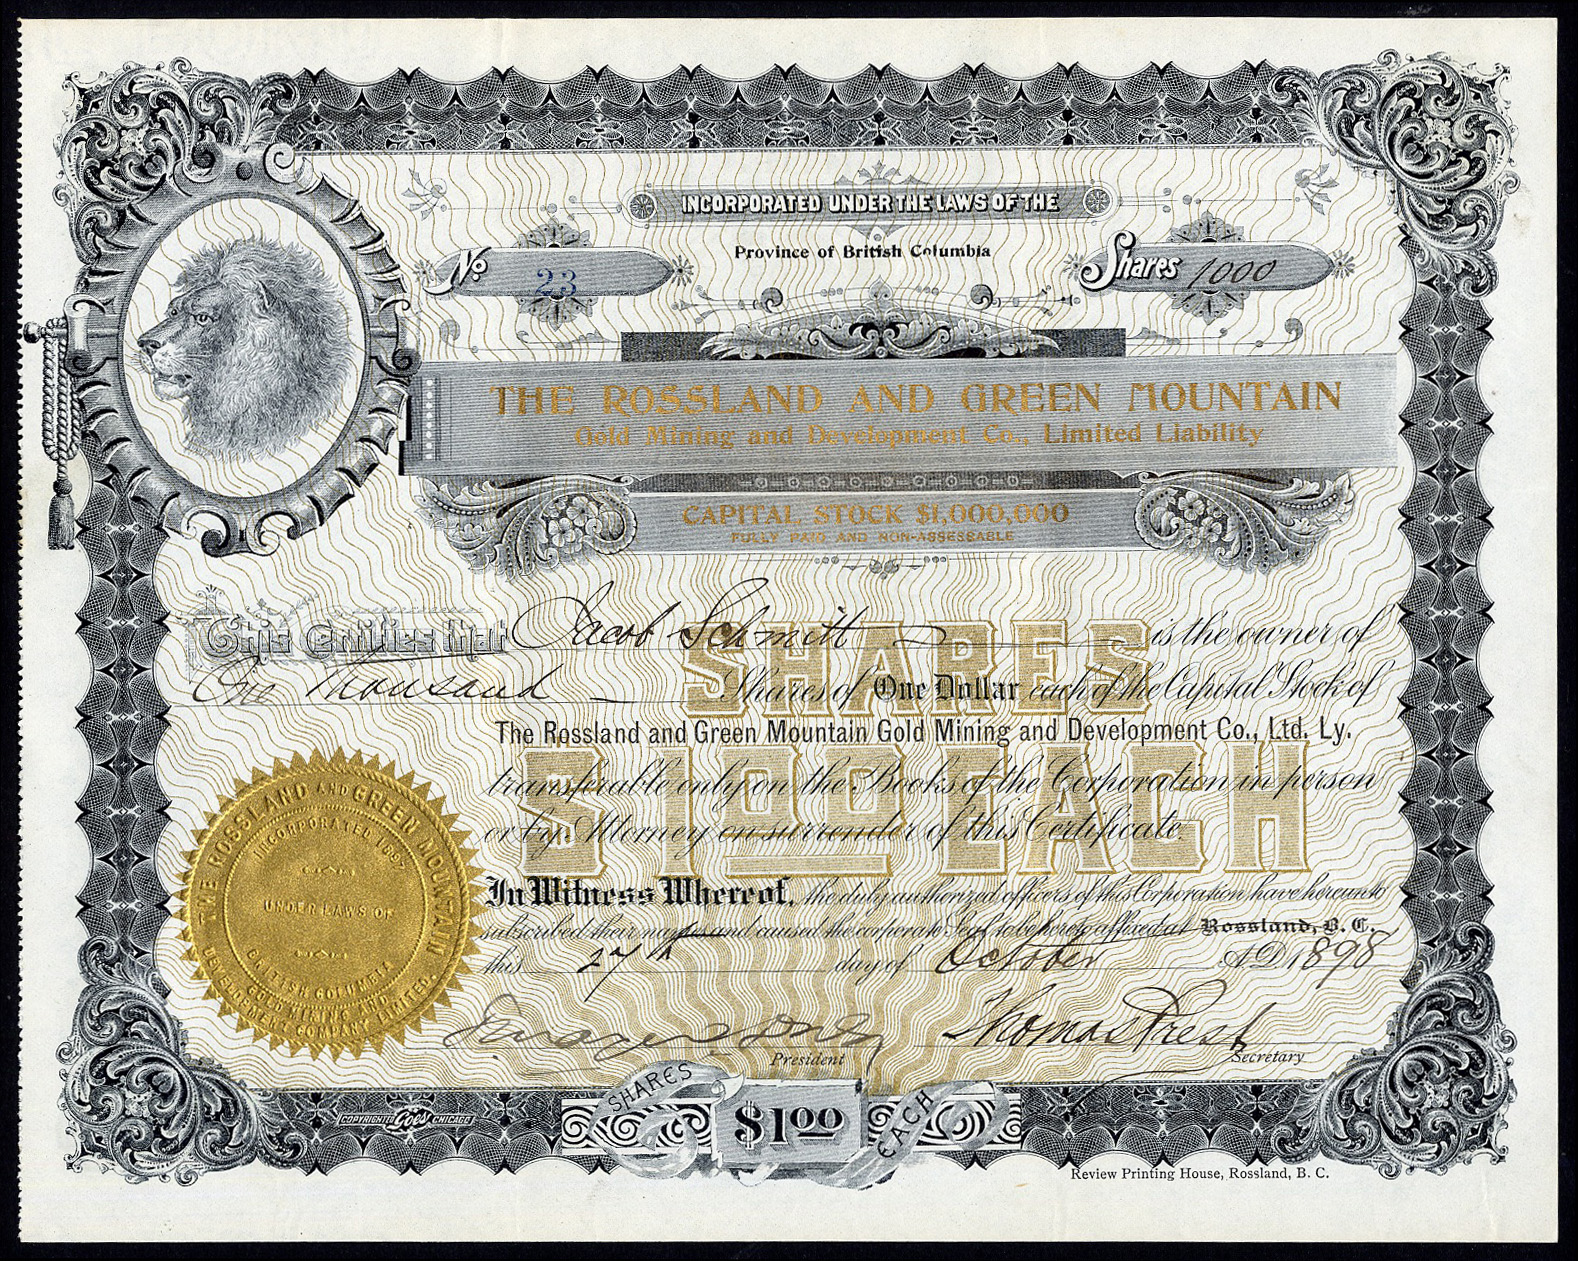 INCORPORATED UNDER THE LAWS OF THE
Province of British Columbia
No 23
Shares 1000
THE ROSSLAND AND GREEN MOUNTAIN
Gold Mining and Development Co., Limited Liability
CAPITAL STOCK $1,000,000
FULLY PAID AND NON-ASSESSABLE
This Certifies that Jacob Schmitt is the owner of
One Thousand Shares of One Dollar each of the Capital Stock of
The Rossland and Green Mountain Gold Mining and Development Co., Ltd. Ly.
transferable only on the Books of the Corporation in person
or by Attorney on surrender of this Certificate.
In Witness Whereof, the duly authorized officers of this Corporation have hereunto
subscribed their names and caused the corporate Seal to be hereto affixed at Rossland, B. C.
this 27th day of October A.D. 1898
Thomas Prest
President
Secretary
SHARES
$100 EACH
THE ROSSLAND AND GREEN MOUNTAIN
GOLD MINING AND
DEVELOPMENT COMPANY LIMITED.
INCORPORATED 1897
UNDER LAWS OF
BRITISH COLUMBIA
SHARES $100 EACH
COPYRIGHTED Goes CHICAGO
Review Printing House, Rossland, B. C.